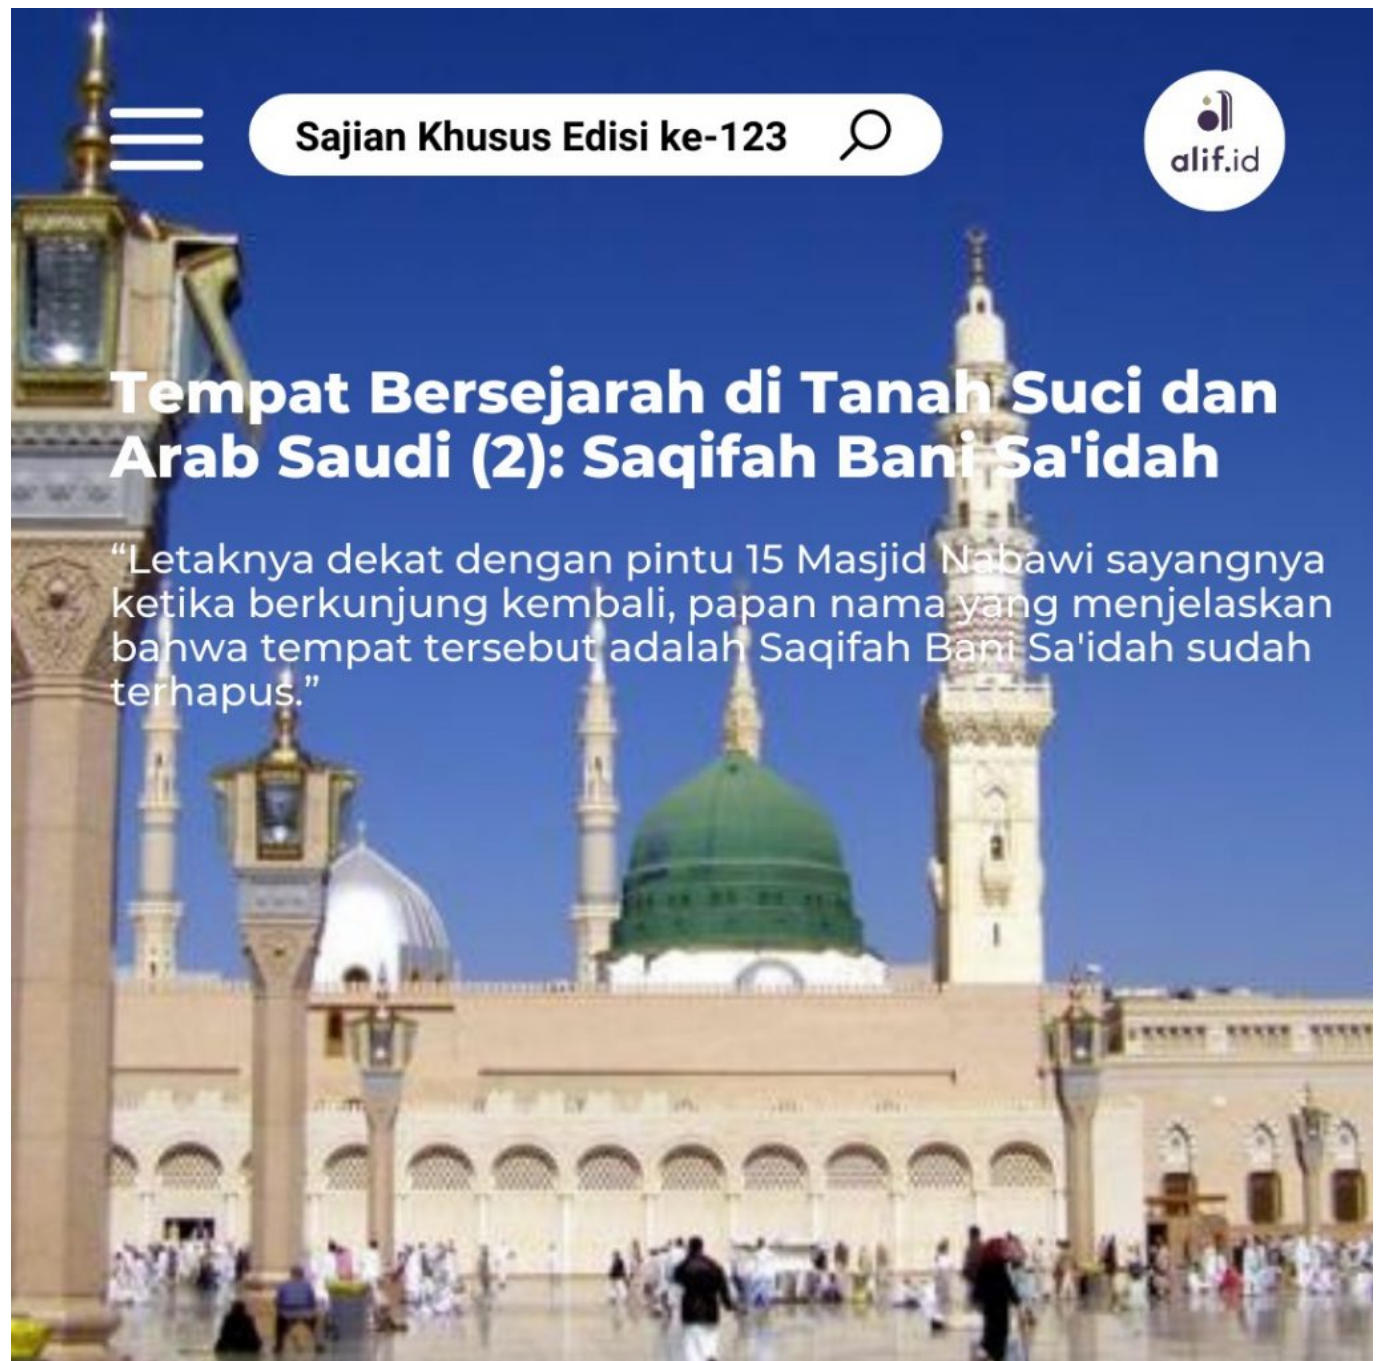 Sajian Khusus Edisi ke-123
alif.id
Tempat Bersejarah di Tanah Suci dan
Arab Saudi (2): Saqifah Bani Sa'idah
“Letaknya dekat dengan pintu 15 Masjid Nabawi sayangnya
ketika berkunjung kembali, papan nama yang menjelaskan
bahwa tempat tersebut adalah Saqifah Bani Sa'idah sudah
terhapus.”